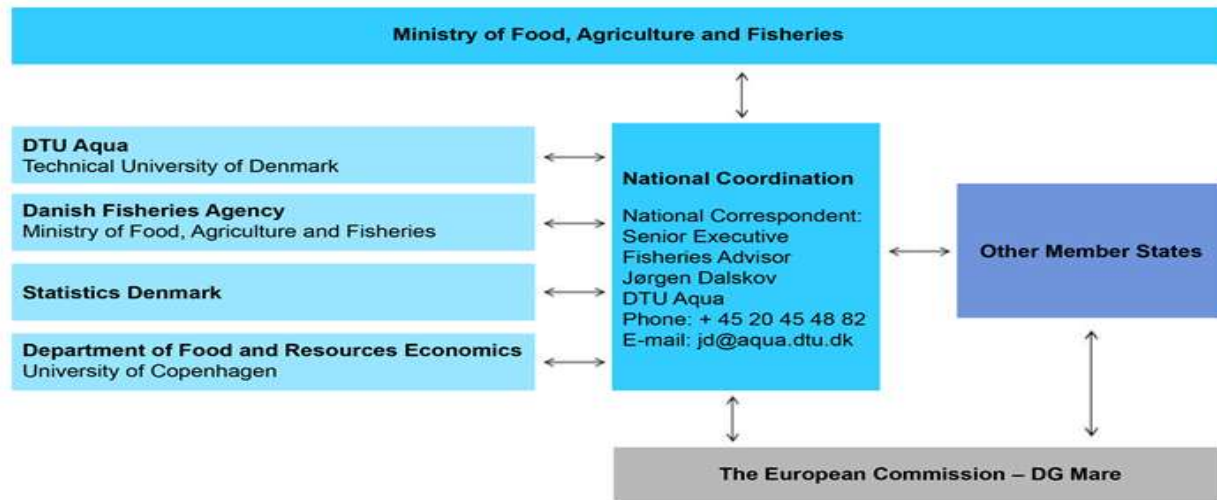 Ministry of Food, Agriculture and Fisheries
DTU Aqua
Technical University of Denmark
Danish Fisheries Agency
Ministry of Food, Agriculture and Fisheries
Statistics Denmark
Department of Food and Resources Economics
University of Copenhagen
National Coordination
National Correspondent:
Senior Executive
Fisheries Advisor
Jørgen Dalskov
DTU Aqua
Phone: + 45 20 45 48 82
E-mail: jd@aqua.dtu.dk
Other Member States
The European Commission – DG Mare